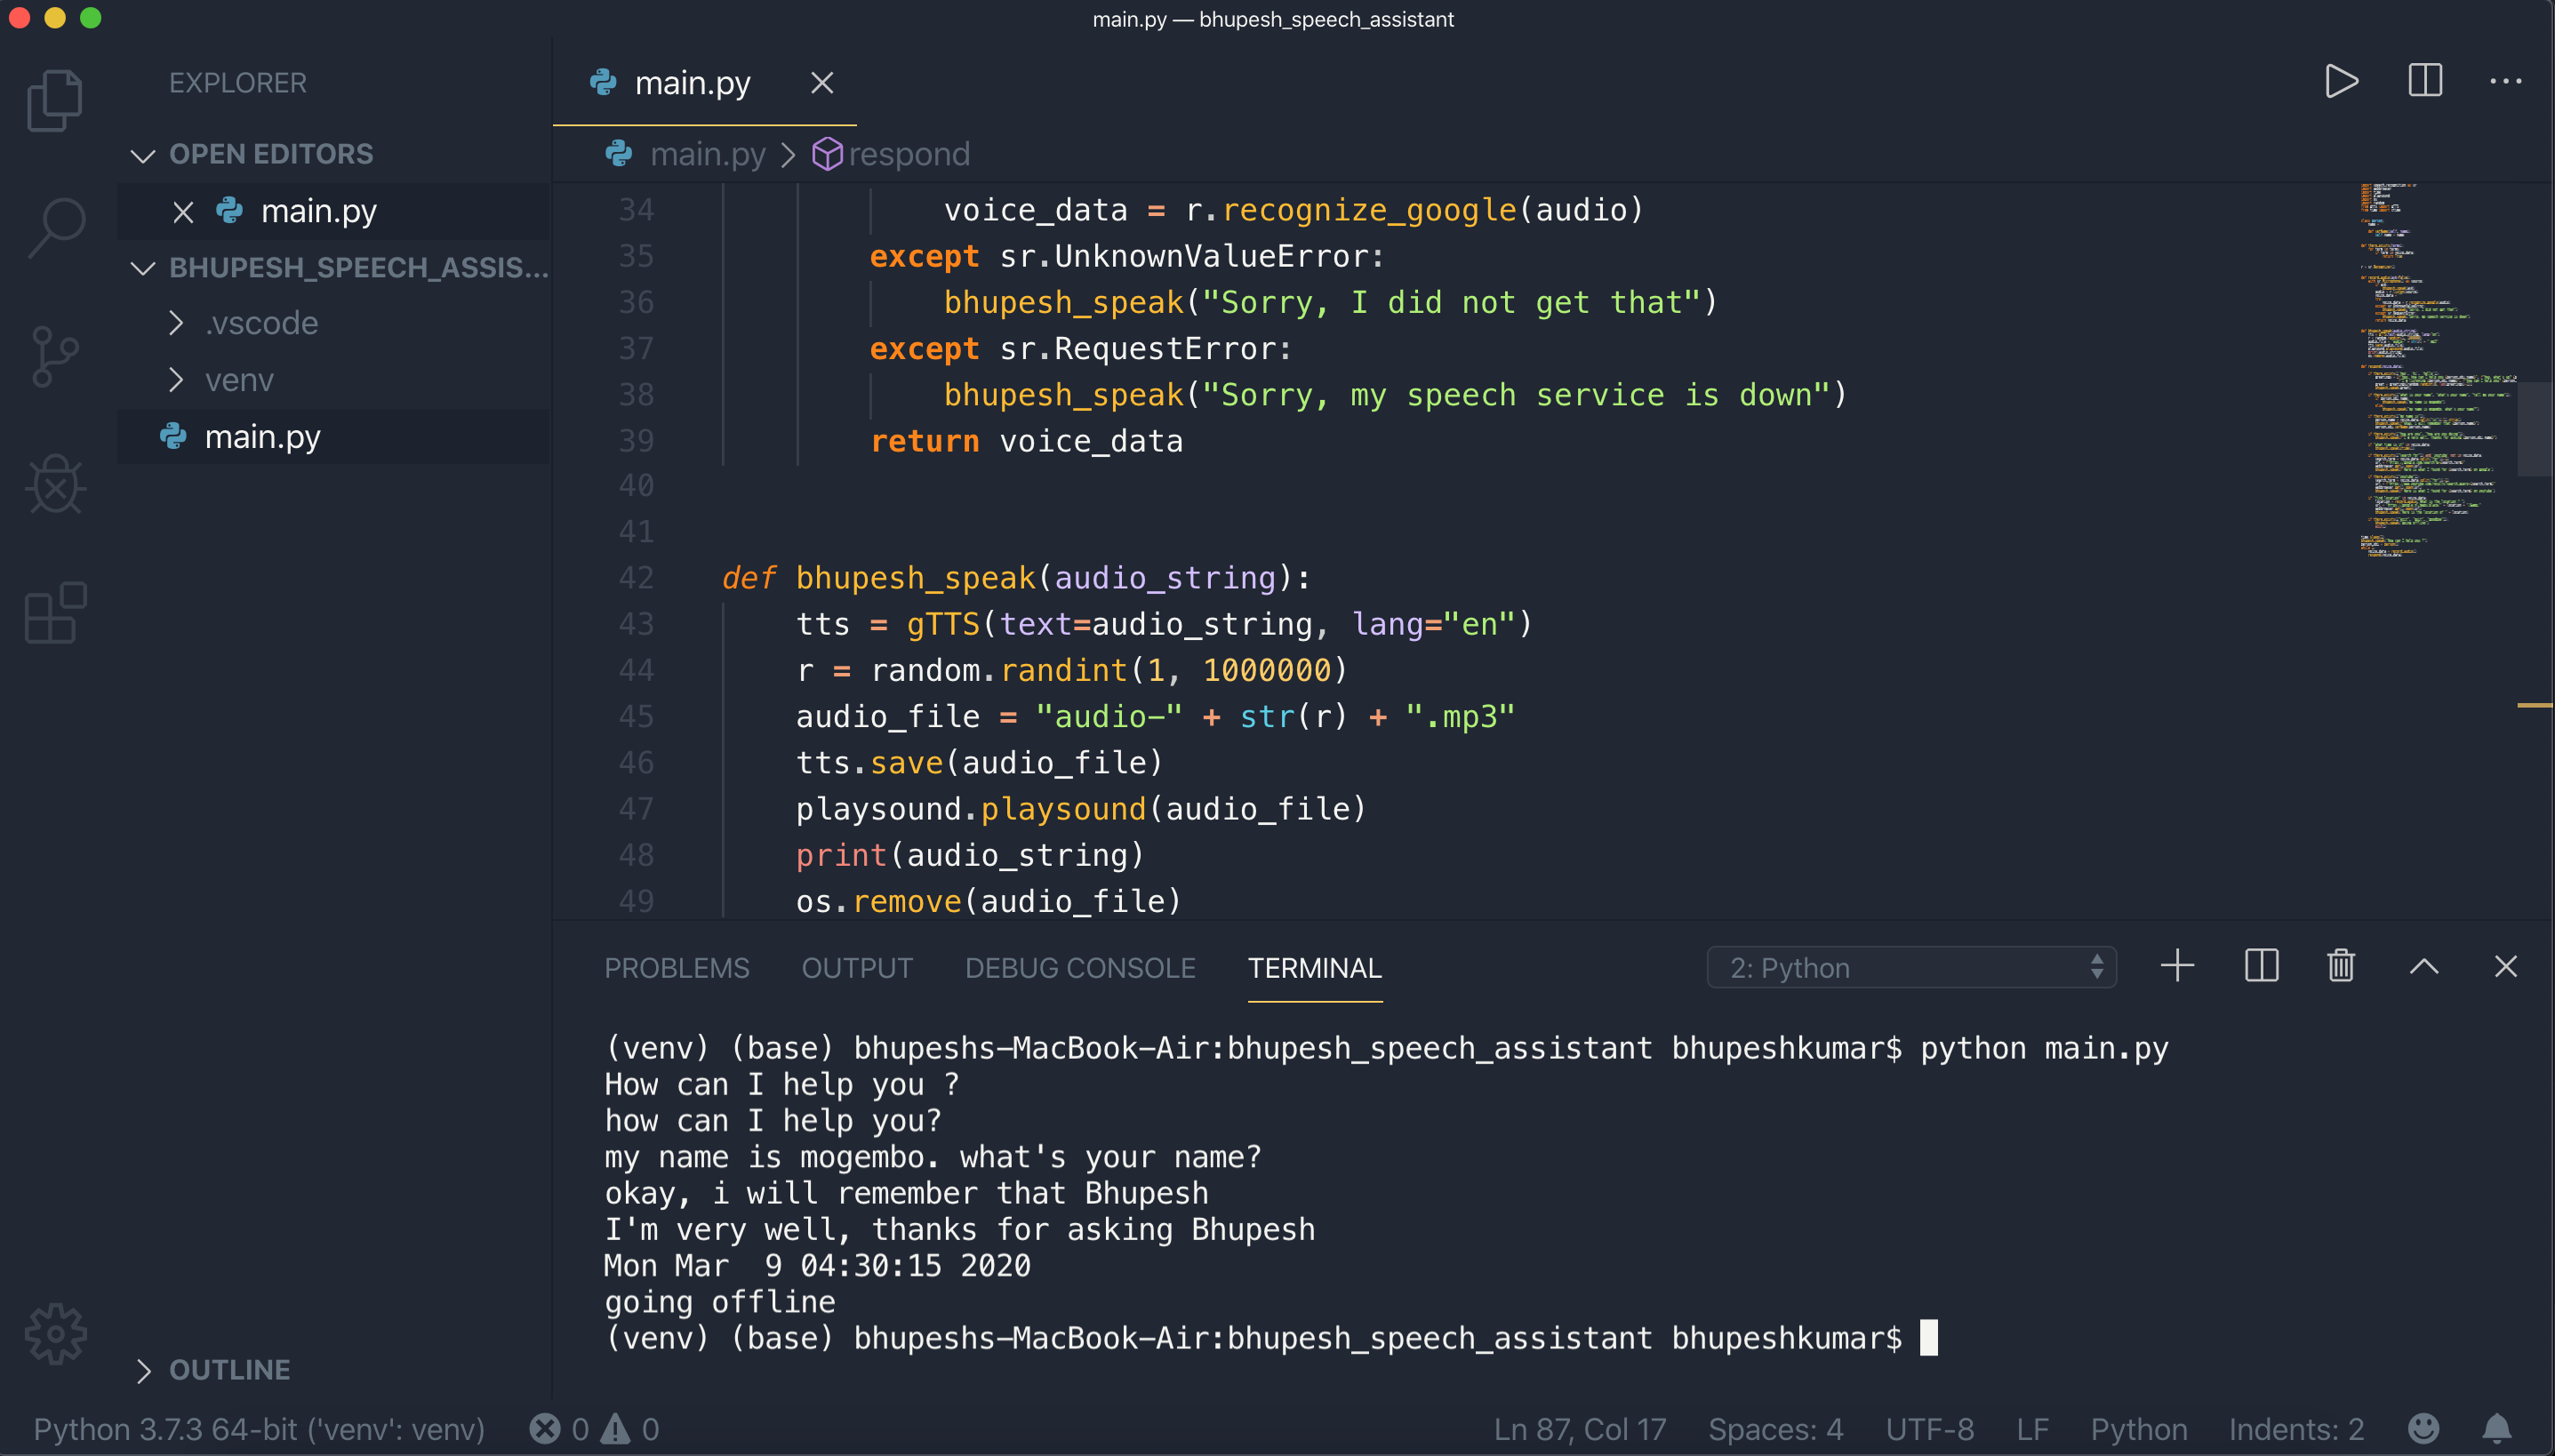 main.py — bhupesh_speech_assistant
EXPLORER
OPEN EDITORS
main.py
BHUPESH_SPEECH_ASSIS...
.vscode
venv
main.py
OUTLINE
main.py
main.py > respond
34 voice_data = r.recognize_google(audio)
35 except sr.UnknownValueError:
36 bhupesh_speak("Sorry, I did not get that")
37 except sr.RequestError:
38 bhupesh_speak("Sorry, my speech service is down")
39 return voice_data
40
41
42 def bhupesh_speak(audio_string):
43 tts = gTTS(text=audio_string, lang="en")
44 r = random.randint(1, 1000000)
45 audio_file = "audio-" + str(r) + ".mp3"
46 tts.save(audio_file)
47 playsound.playsound(audio_file)
48 print(audio_string)
49 os.remove(audio_file)
PROBLEMS OUTPUT DEBUG CONSOLE TERMINAL 2: Python
(venv) (base) bhupeshs-MacBook-Air:bhupesh_speech_assistant bhupeshkumar$ python main.py
How can I help you ?
how can I help you?
my name is mogembo. what's your name?
okay, i will remember that Bhupesh
I'm very well, thanks for asking Bhupesh
Mon Mar  9 04:30:15 2020
going offline
(venv) (base) bhupeshs-MacBook-Air:bhupesh_speech_assistant bhupeshkumar$
Python 3.7.3 64-bit ('venv': venv) 0 0 Ln 87, Col 17 Spaces: 4 UTF-8 LF Python Indents: 2